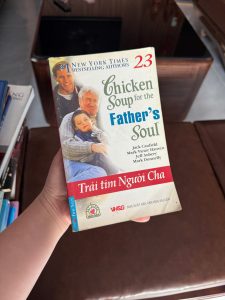 #1 NEW YORK TIMES
BESTSELLING AUTHORS
23
Chicken
Soup for the
Father's
Soul
Jack Canfield
Mark Victor Hansen
Jeff Aubery
Mark Donnelly
Trái tim Người Cha